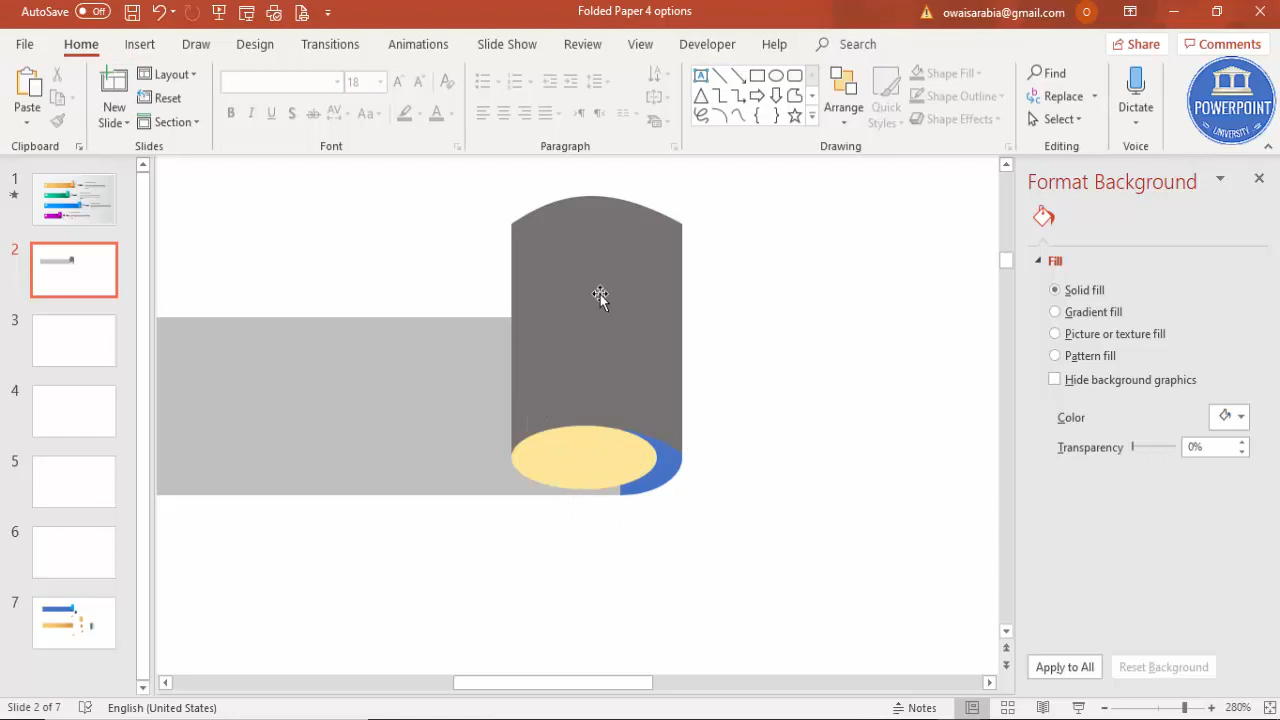 AutoSave Off
Folded Paper 4 options
owaisarabia@gmail.com
File Home Insert Draw Design Transitions Animations Slide Show Review View Developer Help Search
Share Comments
Paste
New Slide
Layout
Reset
Section
18
B I U S ab AV Aa A
Arrange
Quick Styles
Shape Fill
Shape Outline
Shape Effects
Find
Replace
Select
Dictate
POWERPOINT
UNIVERSITY
Clipboard Slides Font Paragraph Drawing Editing Voice
1
2
3
4
5
6
7
Format Background
Fill
Solid fill
Gradient fill
Picture or texture fill
Pattern fill
Hide background graphics
Color
Transparency 0%
Apply to All Reset Background
Slide 2 of 7 English (United States) Notes 280%